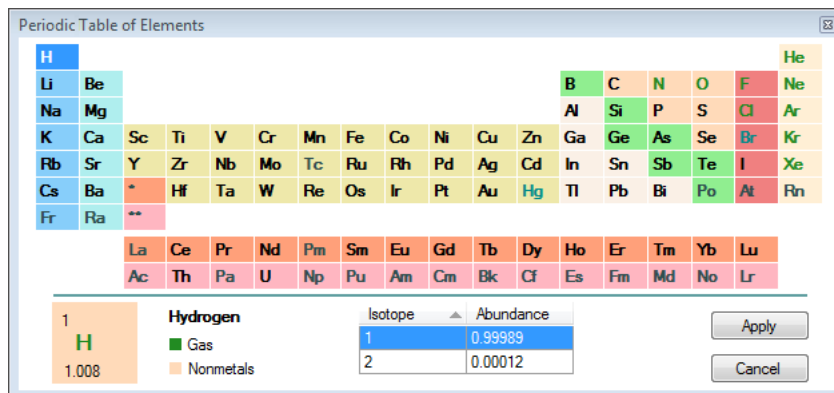 Periodic Table of Elements
H He
Li Be B C N O F Ne
Na Mg Al Si P S Cl Ar
K Ca Sc Ti V Cr Mn Fe Co Ni Cu Zn Ga Ge As Se Br Kr
Rb Sr Y Zr Nb Mo Tc Ru Rh Pd Ag Cd In Sn Sb Te I Xe
Cs Ba * Hf Ta W Re Os Ir Pt Au Hg Tl Pb Bi Po At Rn
Fr Ra **
La Ce Pr Nd Pm Sm Eu Gd Tb Dy Ho Er Tm Yb Lu
Ac Th Pa U Np Pu Am Cm Bk Cf Es Fm Md No Lr
1
H
1.008
Hydrogen
Gas
Nonmetals
Isotope Abundance
1 0.99989
2 0.00012
Apply
Cancel